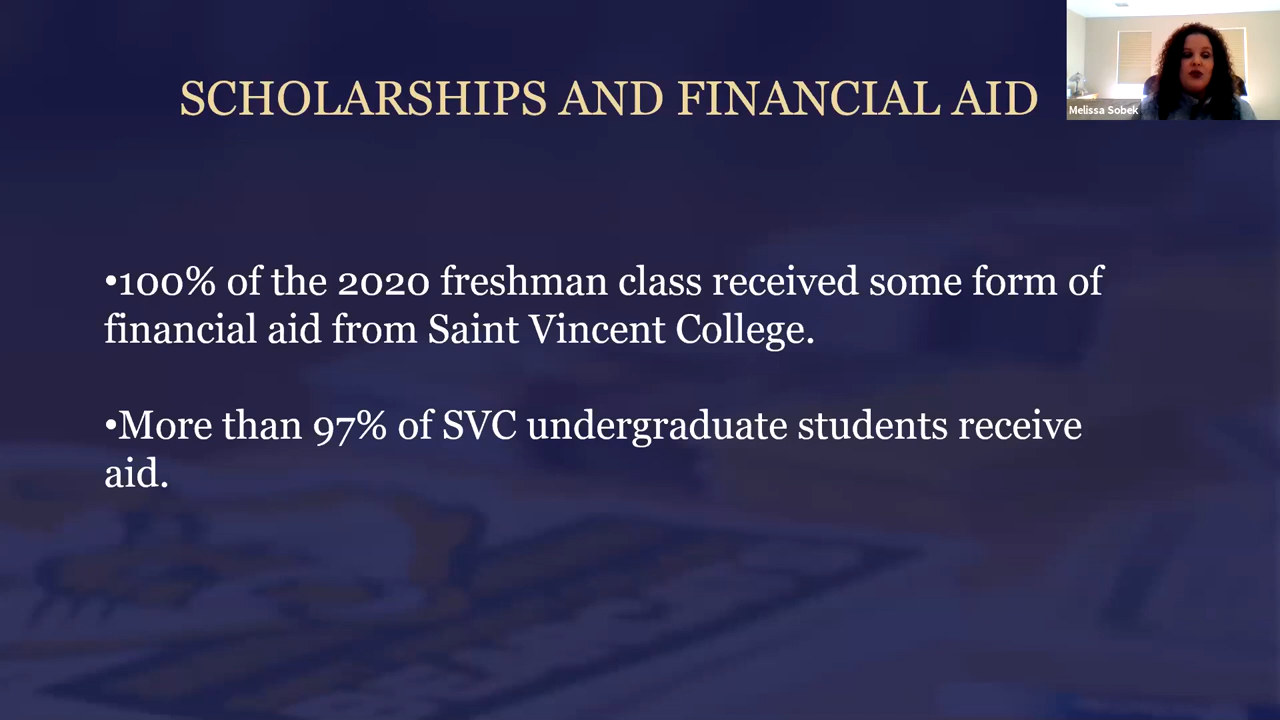 SCHOLARSHIPS AND FINANCIAL AID
Melissa Sobek
•100% of the 2020 freshman class received some form of
financial aid from Saint Vincent College.
•More than 97% of SVC undergraduate students receive
aid.